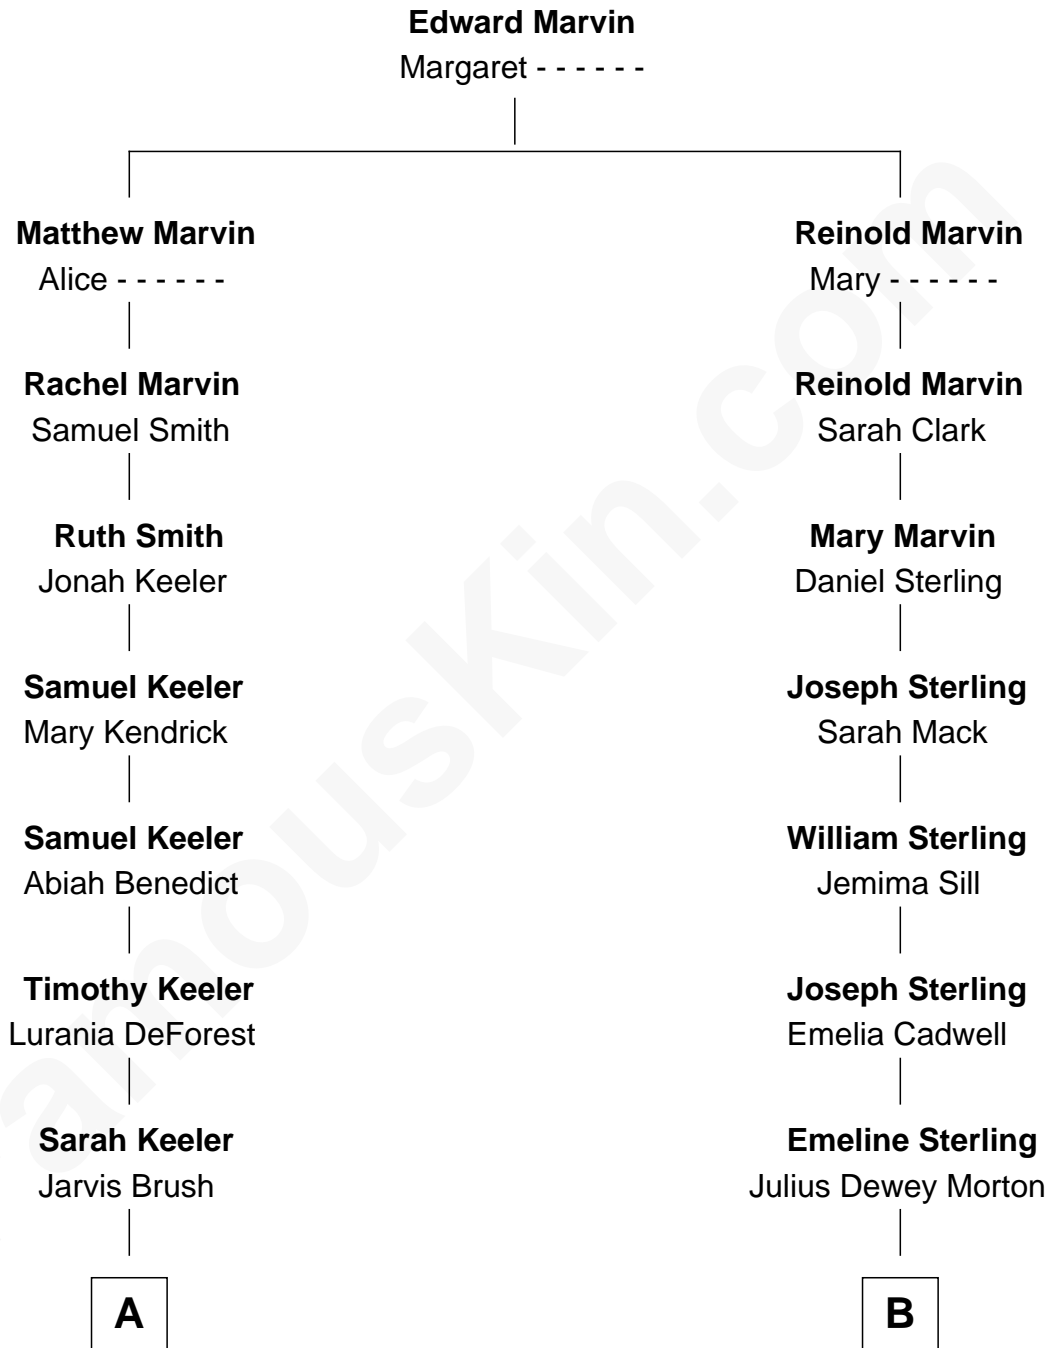 Edward Marvin
Margaret - - - - - -
Matthew Marvin
Alice - - - - - -
Reinold Marvin
Mary - - - - - -
Rachel Marvin
Samuel Smith
Reinold Marvin
Sarah Clark
Ruth Smith
Jonah Keeler
Mary Marvin
Daniel Sterling
Samuel Keeler
Mary Kendrick
Joseph Sterling
Sarah Mack
Samuel Keeler
Abiah Benedict
William Sterling
Jemima Sill
Timothy Keeler
Lurania DeForest
Joseph Sterling
Emelia Cadwell
Sarah Keeler
Jarvis Brush
Emeline Sterling
Julius Dewey Morton
A
B
amousKin.com